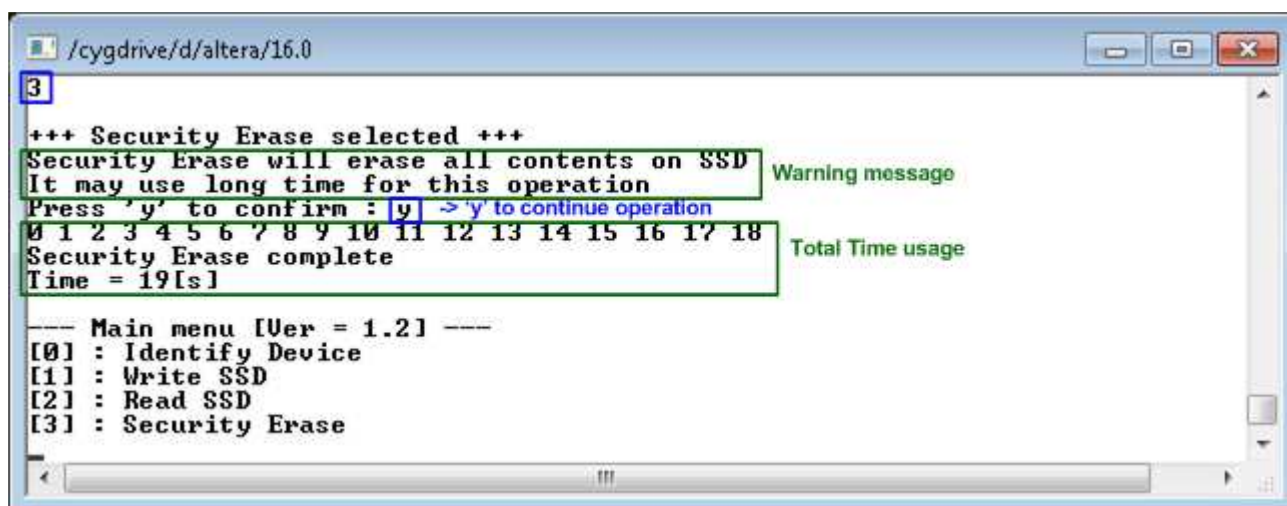 /cygdrive/d/altera/16.0
3
+++ Security Erase selected +++
Security Erase will erase all contents on SSD
It may use long time for this operation
Warning message
Press 'y' to confirm : y -> 'y' to continue operation
0 1 2 3 4 5 6 7 8 9 10 11 12 13 14 15 16 17 18
Security Erase complete
Total Time usage
Time = 19[s]
--- Main menu [Ver = 1.2] ---
[0] : Identify Device
[1] : Write SSD
[2] : Read SSD
[3] : Security Erase